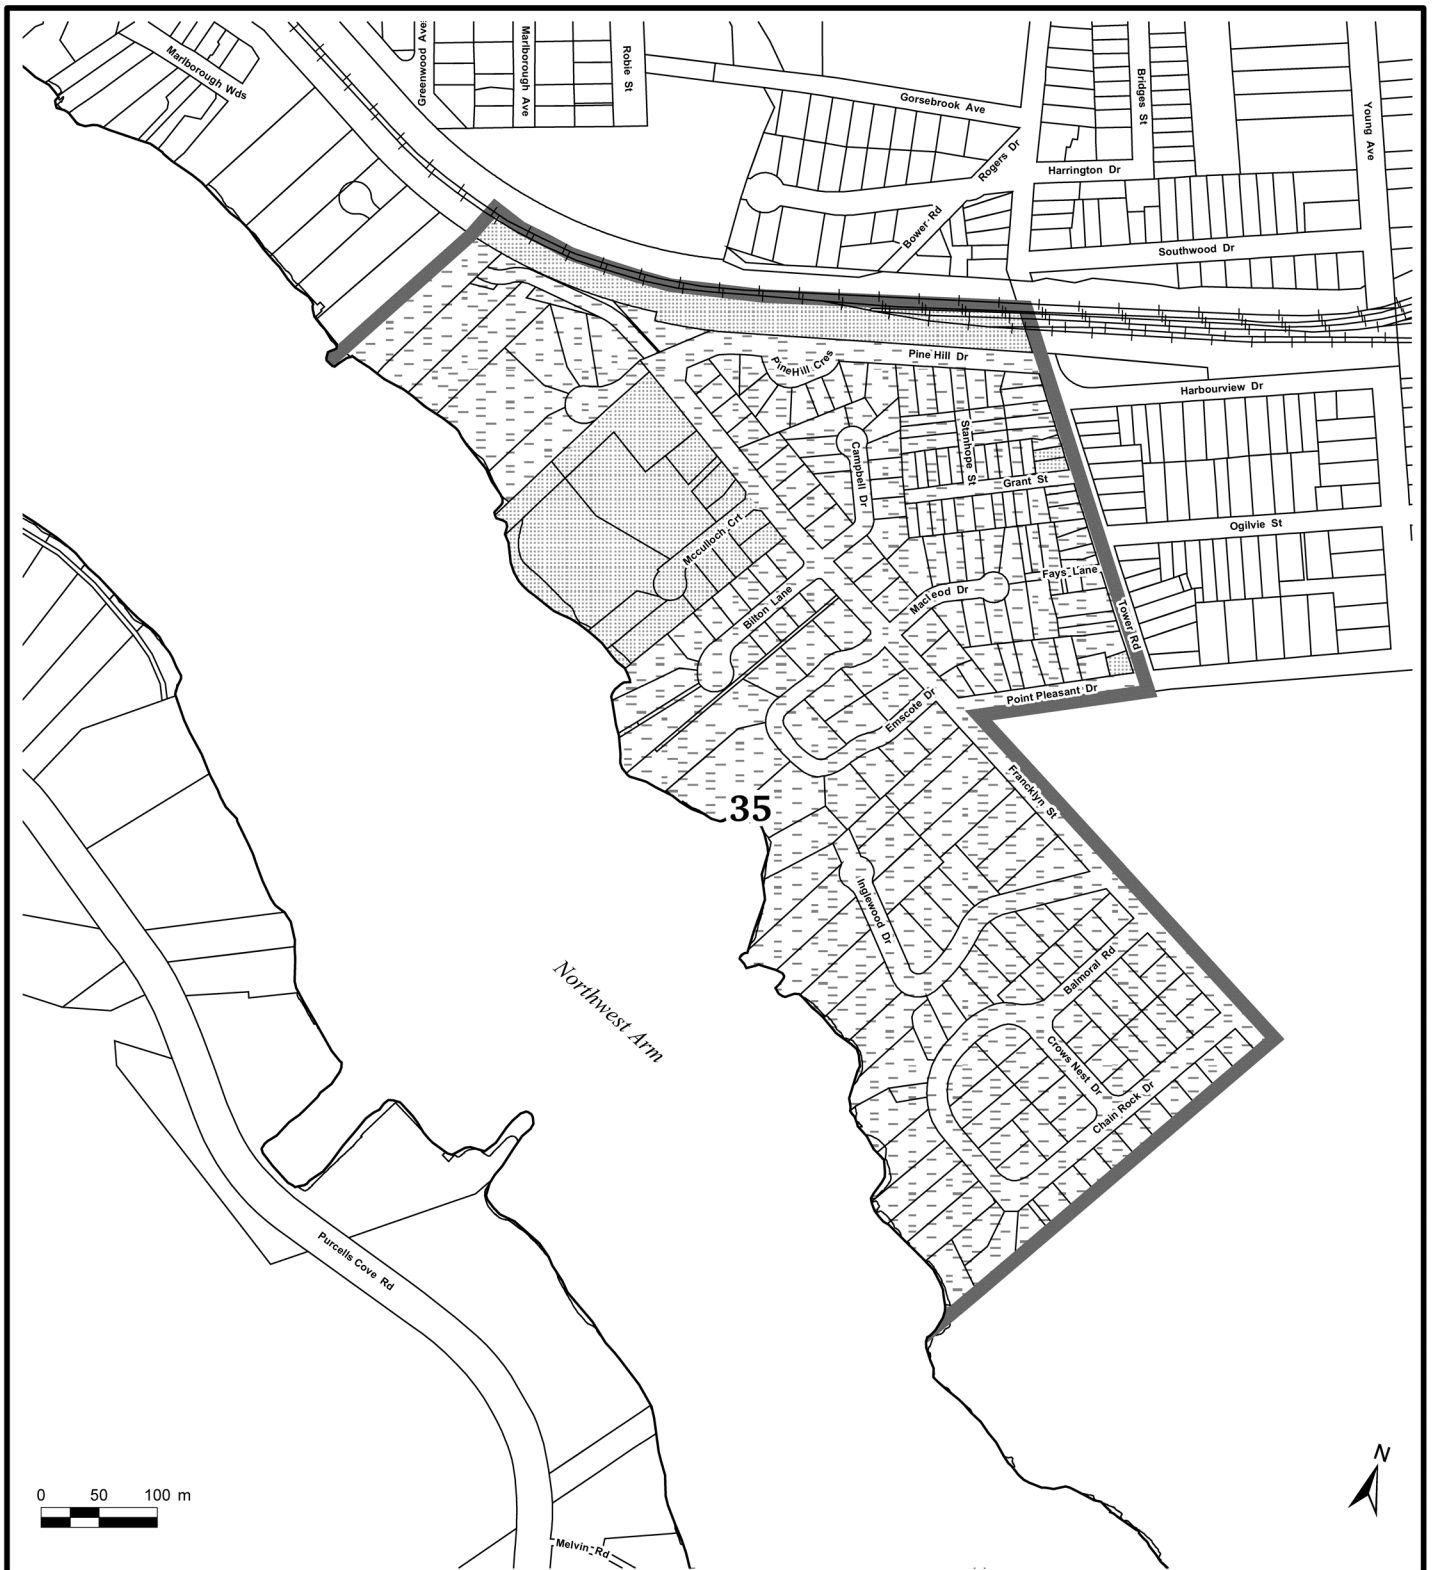 Marlborough Wds
Greenwood Ave
Marlborough Ave
Robie St
Gorsebrook Ave
Bridges St
Young Ave
Rogers Dr
Harrington Dr
Bower Rd
Southwood Dr
Pine Hill Dr
PineHill Cres
Harbourview Dr
Stanhope St
Campbell Dr
Grant St
Ogilvie St
Mcculloch Crt
Fays Lane
MacLeod Dr
Bilton Lane
Tower Rd
Point Pleasant Dr
Emscote Dr
Francklyn St
35
Inglewood Dr
Northwest Arm
Balmoral Rd
Crows Nest Dr
Chain Rock Dr
Purcells Cove Rd
N
0 50 100 m
Melvin Rd